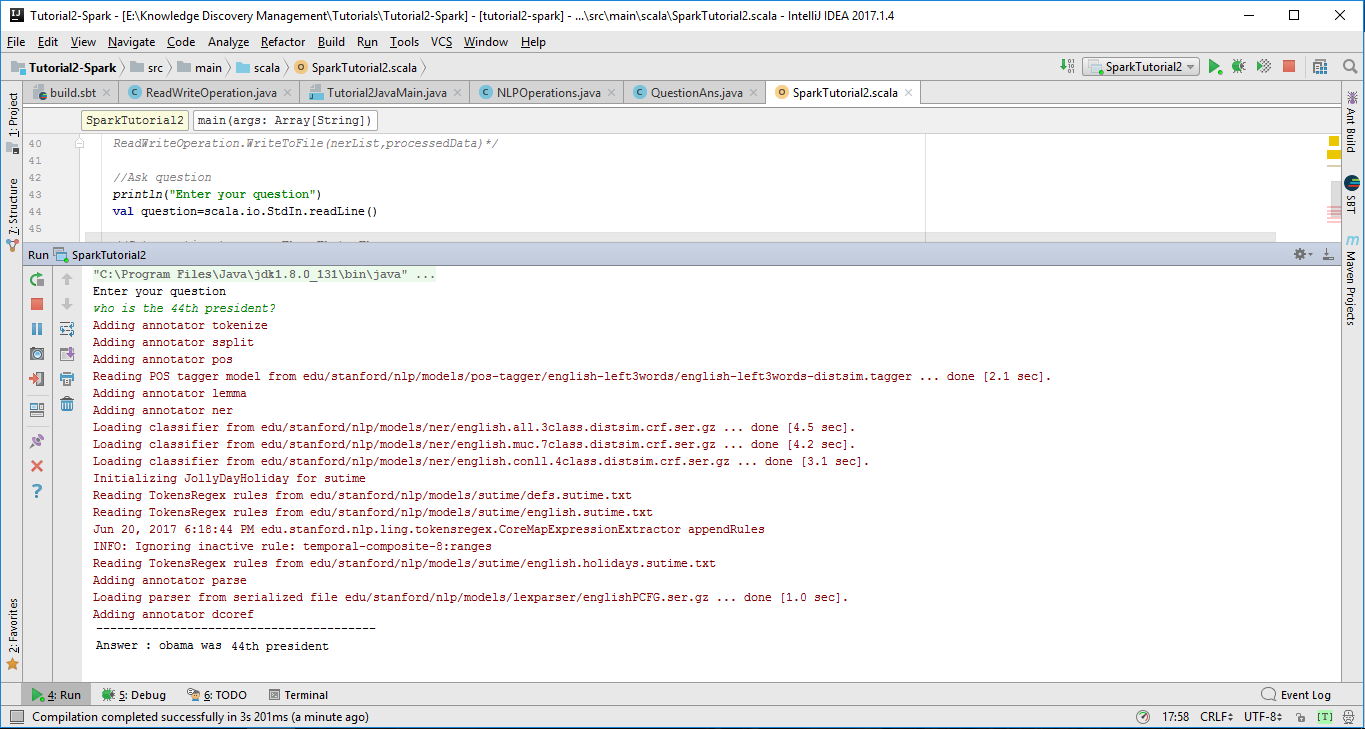 Tutorial2-Spark - [E:\Knowledge Discovery Management\Tutorials\Tutorial2-Spark] - [tutorial2-spark] - ...\src\main\scala\SparkTutorial2.scala - IntelliJ IDEA 2017.1.4
File Edit View Navigate Code Analyze Refactor Build Run Tools VCS Window Help
Tutorial2-Spark src main scala SparkTutorial2.scala SparkTutorial2
build.sbt ReadWriteOperation.java Tutorial2JavaMain.java NLPOperations.java QuestionAns.java SparkTutorial2.scala
SparkTutorial2 main(args: Array[String])
1: Project
7: Structure
2: Favorites
Ant Build
SBT
Maven Projects
40 ReadWriteOperation.WriteToFile(nerList,processedData)*/
41
42 //Ask question
43 println("Enter your question")
44 val question=scala.io.StdIn.readLine()
45
Run SparkTutorial2
"C:\Program Files\Java\jdk1.8.0_131\bin\java" ...
Enter your question
who is the 44th president?
Adding annotator tokenize
Adding annotator ssplit
Adding annotator pos
Reading POS tagger model from edu/stanford/nlp/models/pos-tagger/english-left3words/english-left3words-distsim.tagger ... done [2.1 sec].
Adding annotator lemma
Adding annotator ner
Loading classifier from edu/stanford/nlp/models/ner/english.all.3class.distsim.crf.ser.gz ... done [4.5 sec].
Loading classifier from edu/stanford/nlp/models/ner/english.muc.7class.distsim.crf.ser.gz ... done [4.2 sec].
Loading classifier from edu/stanford/nlp/models/ner/english.conll.4class.distsim.crf.ser.gz ... done [3.1 sec].
Initializing JollyDayHoliday for sutime
Reading TokensRegex rules from edu/stanford/nlp/models/sutime/defs.sutime.txt
Reading TokensRegex rules from edu/stanford/nlp/models/sutime/english.sutime.txt
Jun 20, 2017 6:18:44 PM edu.stanford.nlp.ling.tokensregex.CoreMapExpressionExtractor appendRules
INFO: Ignoring inactive rule: temporal-composite-8:ranges
Reading TokensRegex rules from edu/stanford/nlp/models/sutime/english.holidays.sutime.txt
Adding annotator parse
Loading parser from serialized file edu/stanford/nlp/models/lexparser/englishPCFG.ser.gz ... done [1.0 sec].
Adding annotator dcoref
----------------------------------------
Answer : obama was 44th president
4: Run 5: Debug 6: TODO Terminal Event Log
Compilation completed successfully in 3s 201ms (a minute ago) 17:58 CRLF UTF-8 [T]